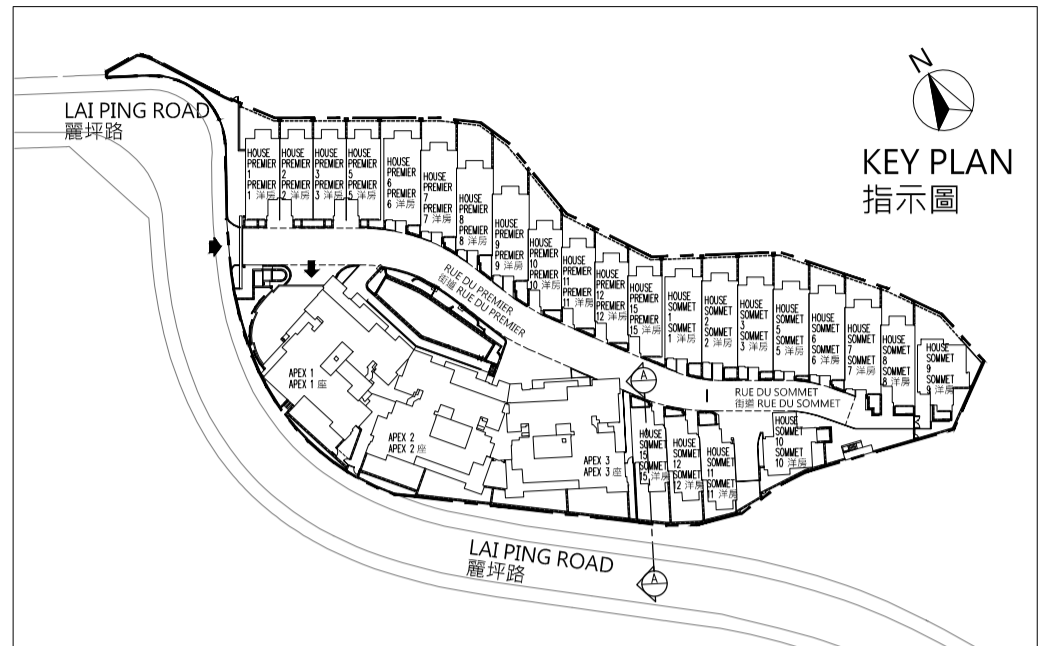 N
KEY PLAN
指示圖
LAI PING ROAD
麗坪路
HOUSE
PREMIER
1
PREMIER
1 洋房
HOUSE
PREMIER
2
PREMIER
2 洋房
HOUSE
PREMIER
3
PREMIER
3 洋房
HOUSE
PREMIER
5
PREMIER
5 洋房
HOUSE
PREMIER
6
PREMIER
6 洋房
HOUSE
PREMIER
7
PREMIER
7 洋房
HOUSE
PREMIER
8
PREMIER
8 洋房
HOUSE
PREMIER
9
PREMIER
9 洋房
HOUSE
PREMIER
10
PREMIER
10 洋房
HOUSE
PREMIER
11
PREMIER
11 洋房
HOUSE
PREMIER
12
PREMIER
12 洋房
HOUSE
PREMIER
15
PREMIER
15 洋房
HOUSE
SOMMET
1
SOMMET
1 洋房
HOUSE
SOMMET
2
SOMMET
2 洋房
HOUSE
SOMMET
3
SOMMET
3 洋房
HOUSE
SOMMET
5
SOMMET
5 洋房
HOUSE
SOMMET
6
SOMMET
6 洋房
HOUSE
SOMMET
7
SOMMET
7 洋房
HOUSE
SOMMET
8
SOMMET
8 洋房
HOUSE
SOMMET
9
SOMMET
9 洋房
RUE DU PREMIER
街道 RUE DU PREMIER
RUE DU SOMMET
街道 RUE DU SOMMET
A
APEX 1
APEX 1 座
APEX 2
APEX 2 座
APEX 3
APEX 3 座
HOUSE
SOMMET
15
SOMMET
15 洋房
HOUSE
SOMMET
12
SOMMET
12 洋房
HOUSE
SOMMET
11
SOMMET
11 洋房
HOUSE
SOMMET
10
SOMMET
10 洋房
LAI PING ROAD
麗坪路
A